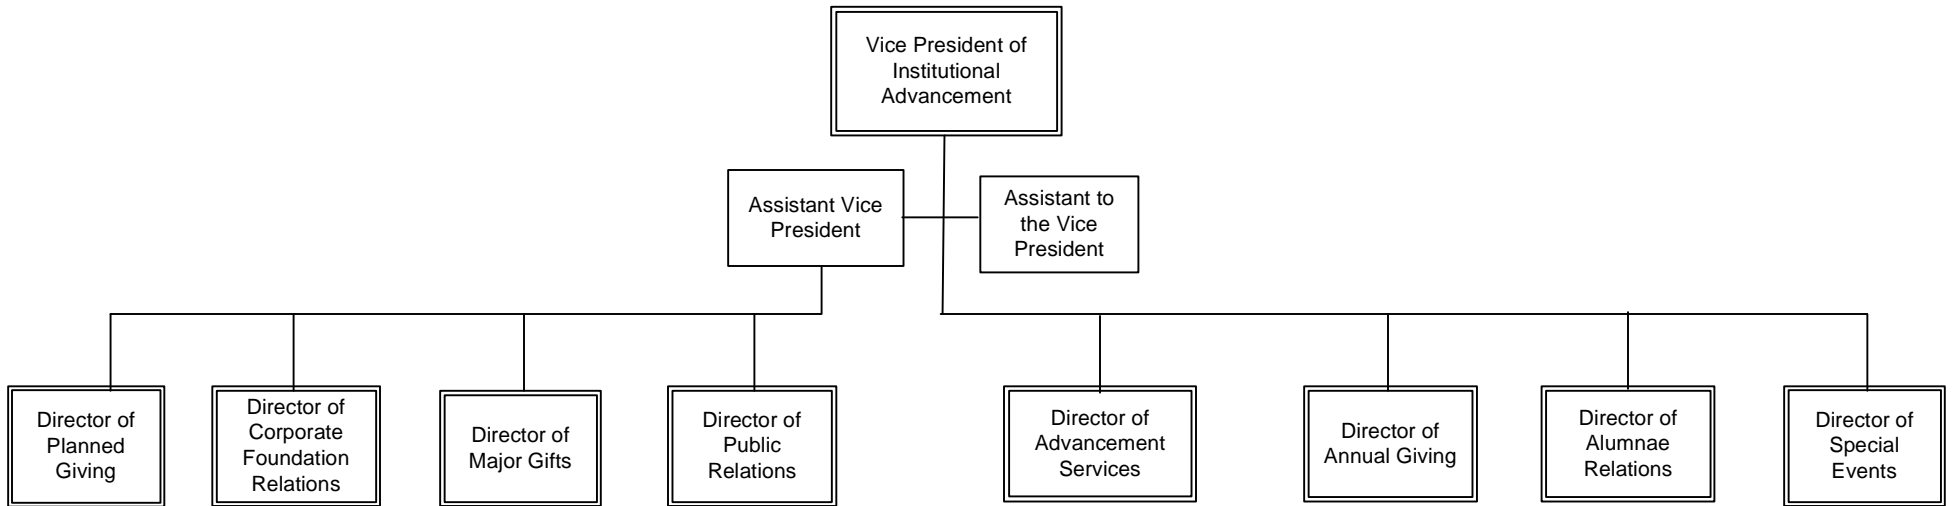 Vice President of
Institutional
Advancement
Assistant Vice
President
Assistant to
the Vice
President
Director of
Planned
Giving
Director of
Corporate
Foundation
Relations
Director of
Major Gifts
Director of
Public
Relations
Director of
Advancement
Services
Director of
Annual Giving
Director of
Alumnae
Relations
Director of
Special
Events